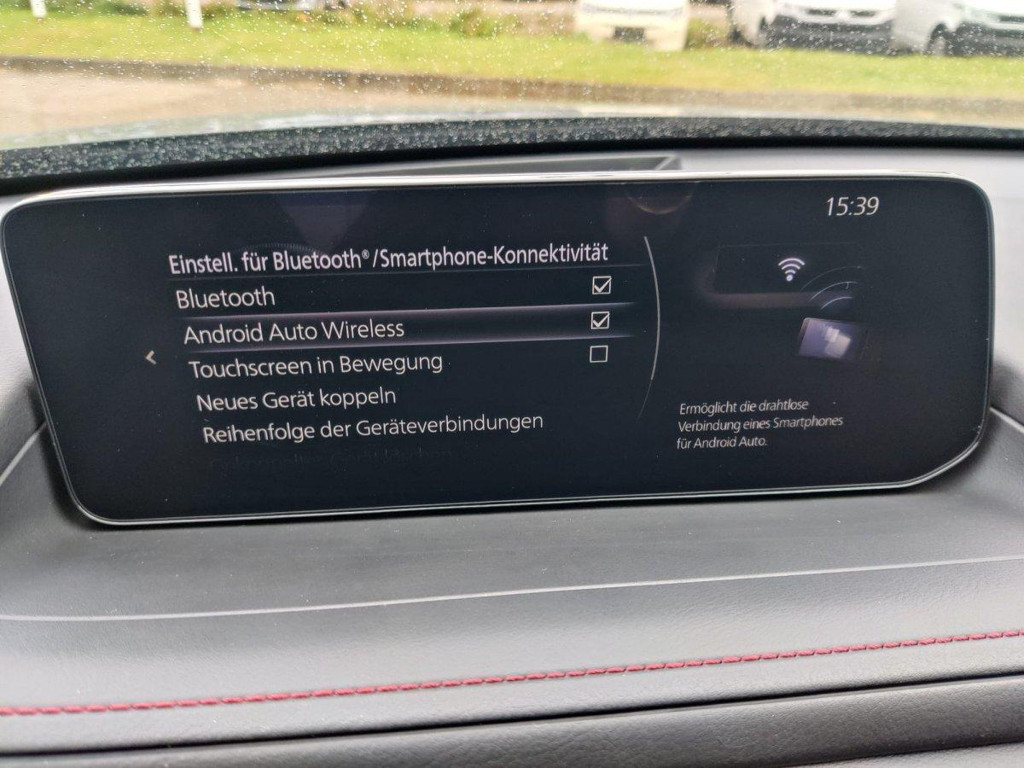 15:39
Einstell. für Bluetooth®/Smartphone-Konnektivität
Bluetooth
Android Auto Wireless
Touchscreen in Bewegung
Neues Gerät koppeln
Reihenfolge der Geräteverbindungen
Ermöglicht die drahtlose
Verbindung eines Smartphones
für Android Auto.